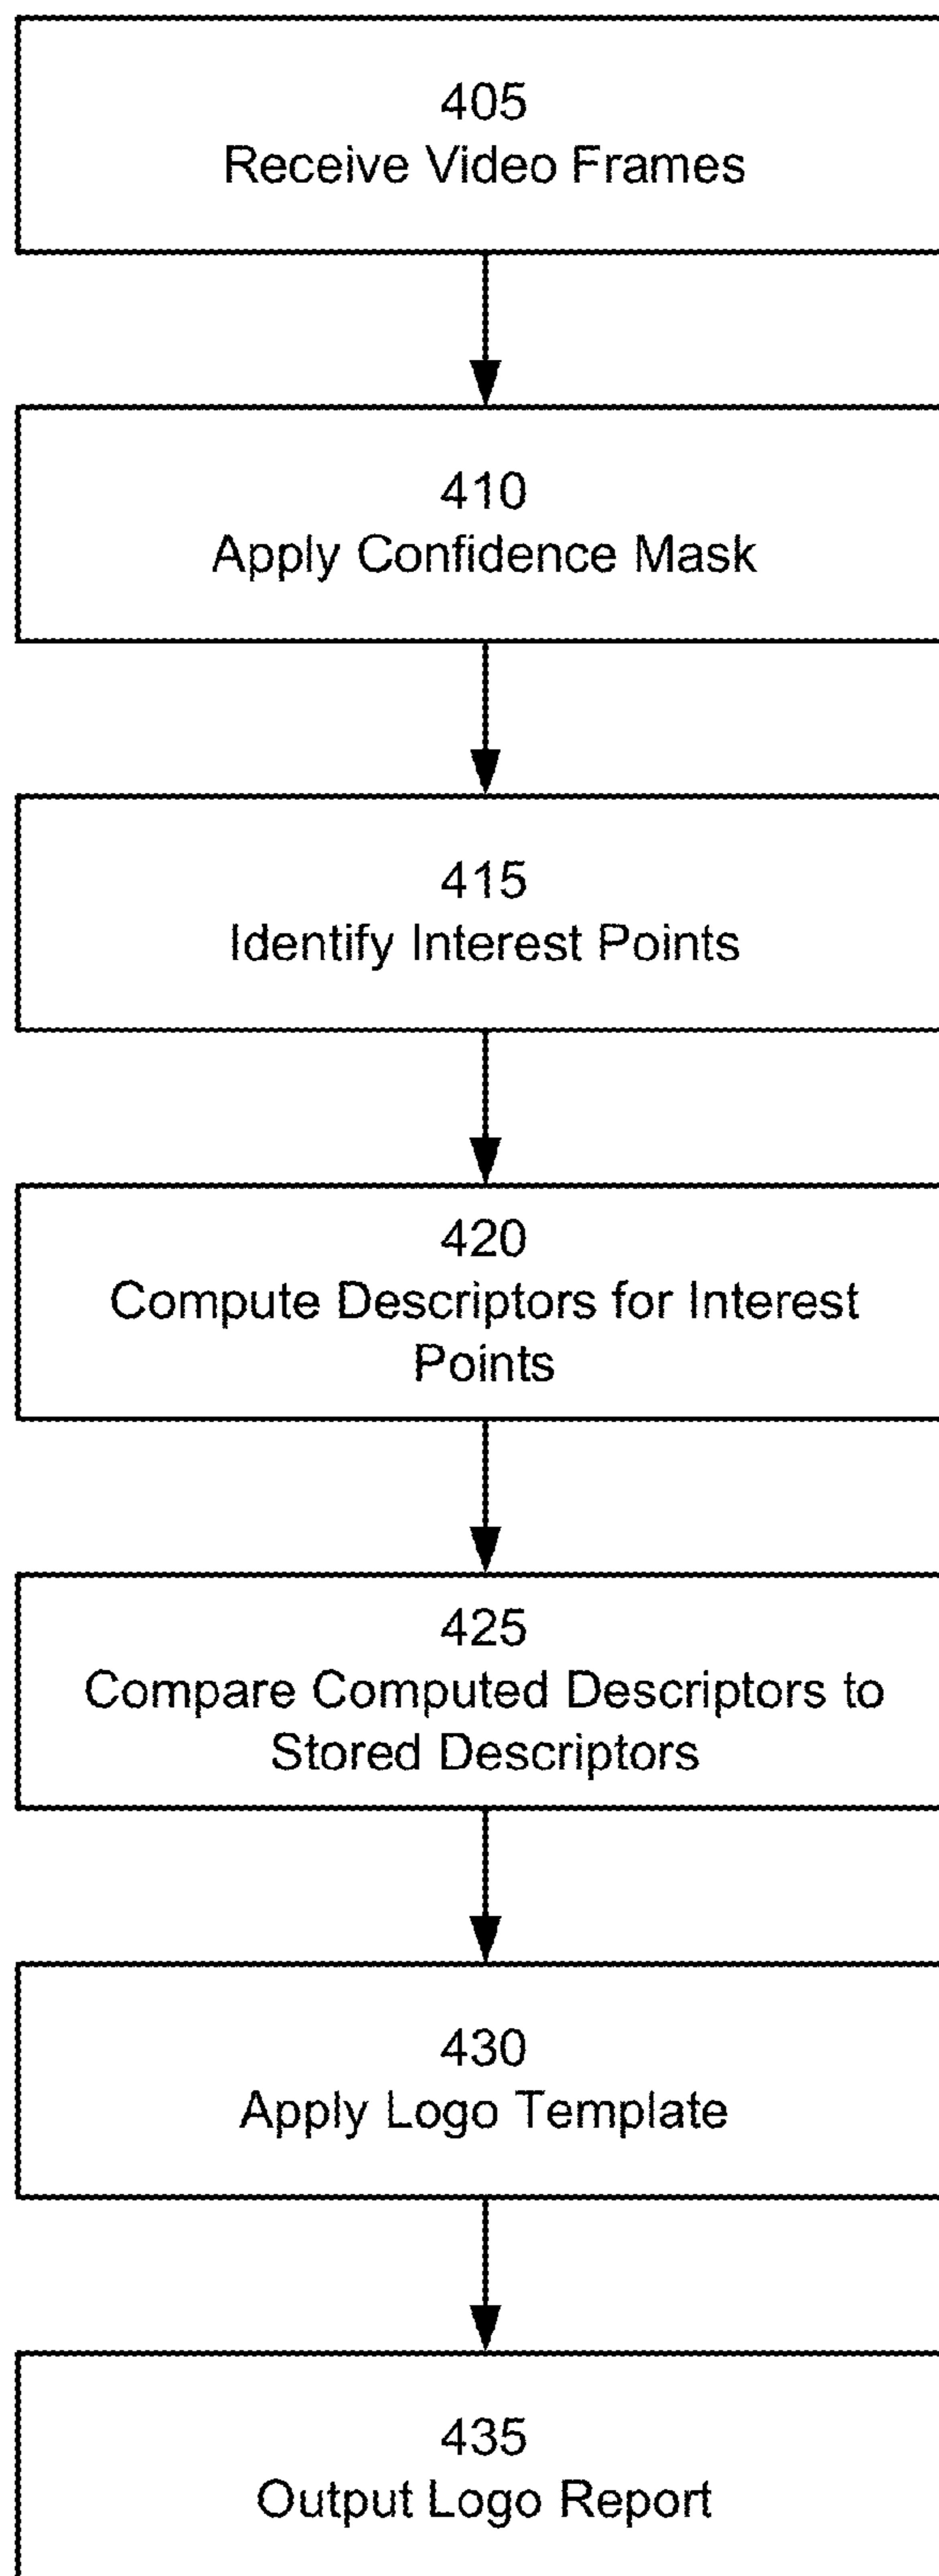 405
Receive Video Frames
410
Apply Confidence Mask
415
Identify Interest Points
420
Compute Descriptors for Interest
Points
425
Compare Computed Descriptors to
Stored Descriptors
430
Apply Logo Template
435
Output Logo Report